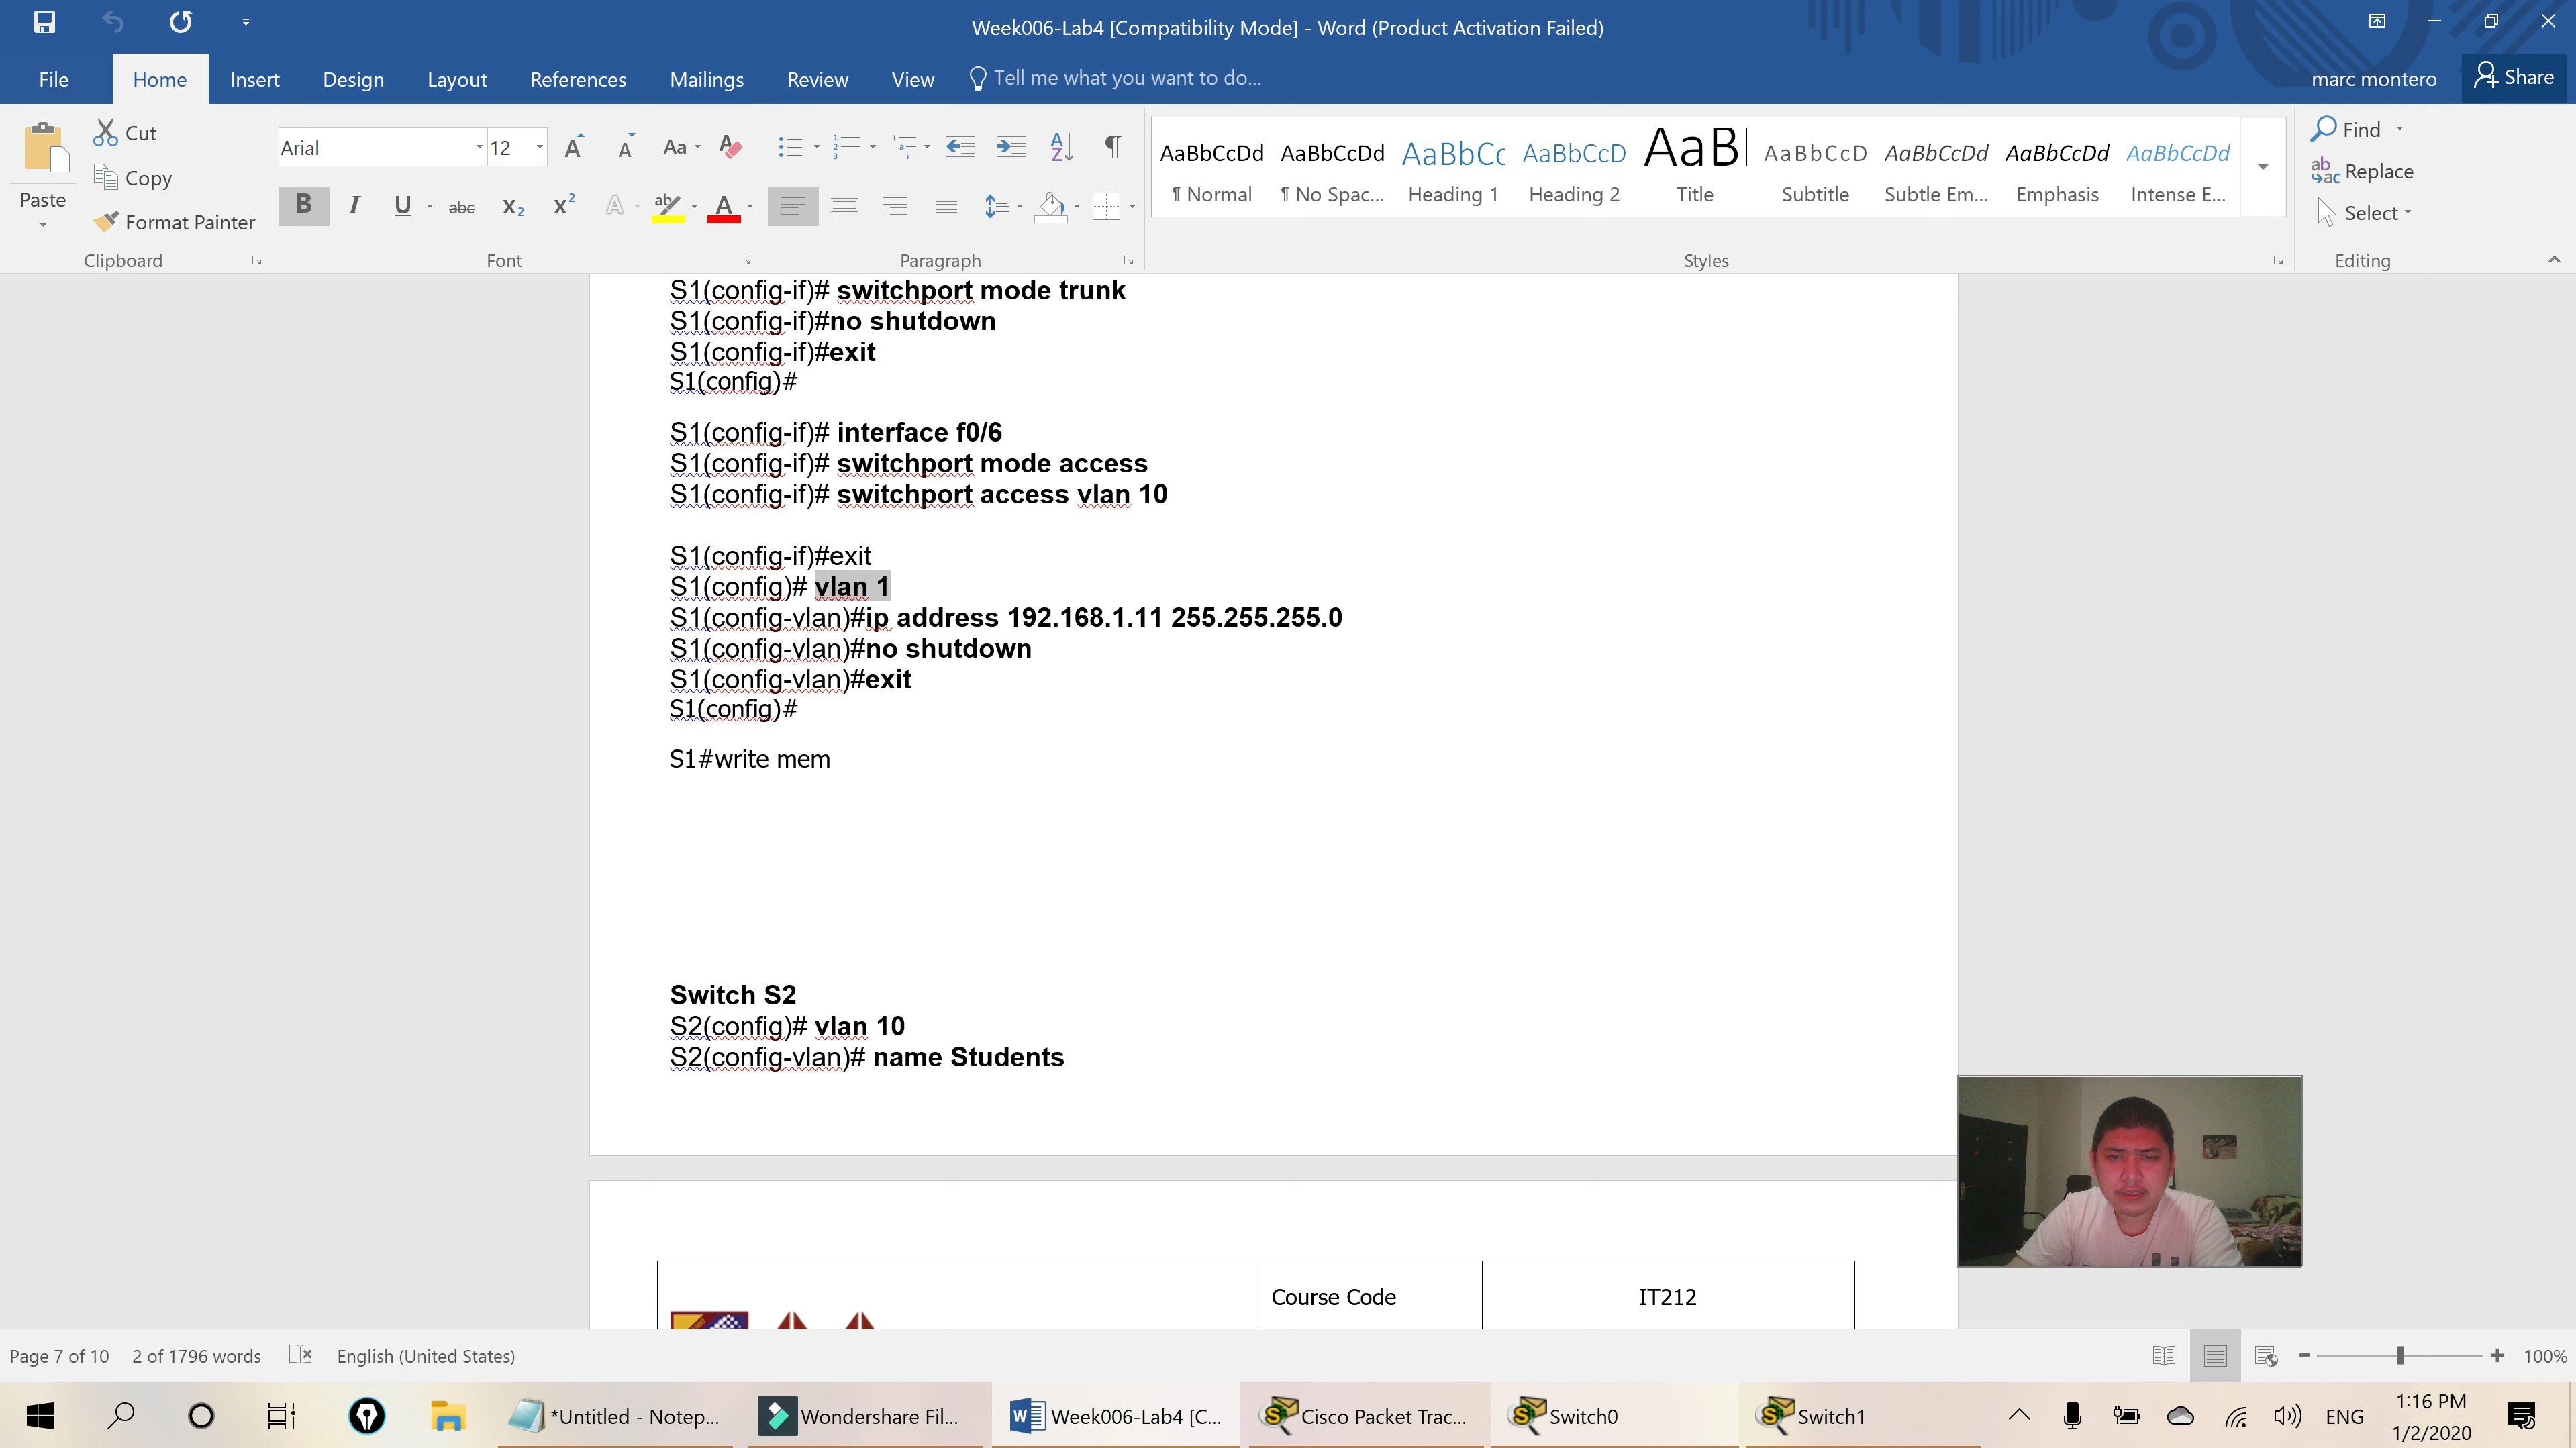 Week006-Lab4 [Compatibility Mode] - Word (Product Activation Failed)
File Home Insert Design Layout References Mailings Review View Tell me what you want to do... marc montero Share
Paste
Cut
Copy
Format Painter
Clipboard
Arial 12
Font
Paragraph
AaBbCcDd AaBbCcDd AaBbCc AaBbCcD AaB AaBbCcD AaBbCcDd AaBbCcDd AaBbCcDd
¶ Normal ¶ No Spac... Heading 1 Heading 2 Title Subtitle Subtle Em... Emphasis Intense E...
Styles
Find
Replace
Select
Editing
S1(config-if)# switchport mode trunk
S1(config-if)#no shutdown
S1(config-if)#exit
S1(config)#
S1(config-if)# interface f0/6
S1(config-if)# switchport mode access
S1(config-if)# switchport access vlan 10
S1(config-if)#exit
S1(config)# vlan 1
S1(config-vlan)#ip address 192.168.1.11 255.255.255.0
S1(config-vlan)#no shutdown
S1(config-vlan)#exit
S1(config)#
S1#write mem
Switch S2
S2(config)# vlan 10
S2(config-vlan)# name Students
Course Code IT212
Page 7 of 10 2 of 1796 words English (United States) 100%
*Untitled - Notep... Wondershare Fil... Week006-Lab4 [C... Cisco Packet Trac... Switch0 Switch1 ENG
1:16 PM
1/2/2020